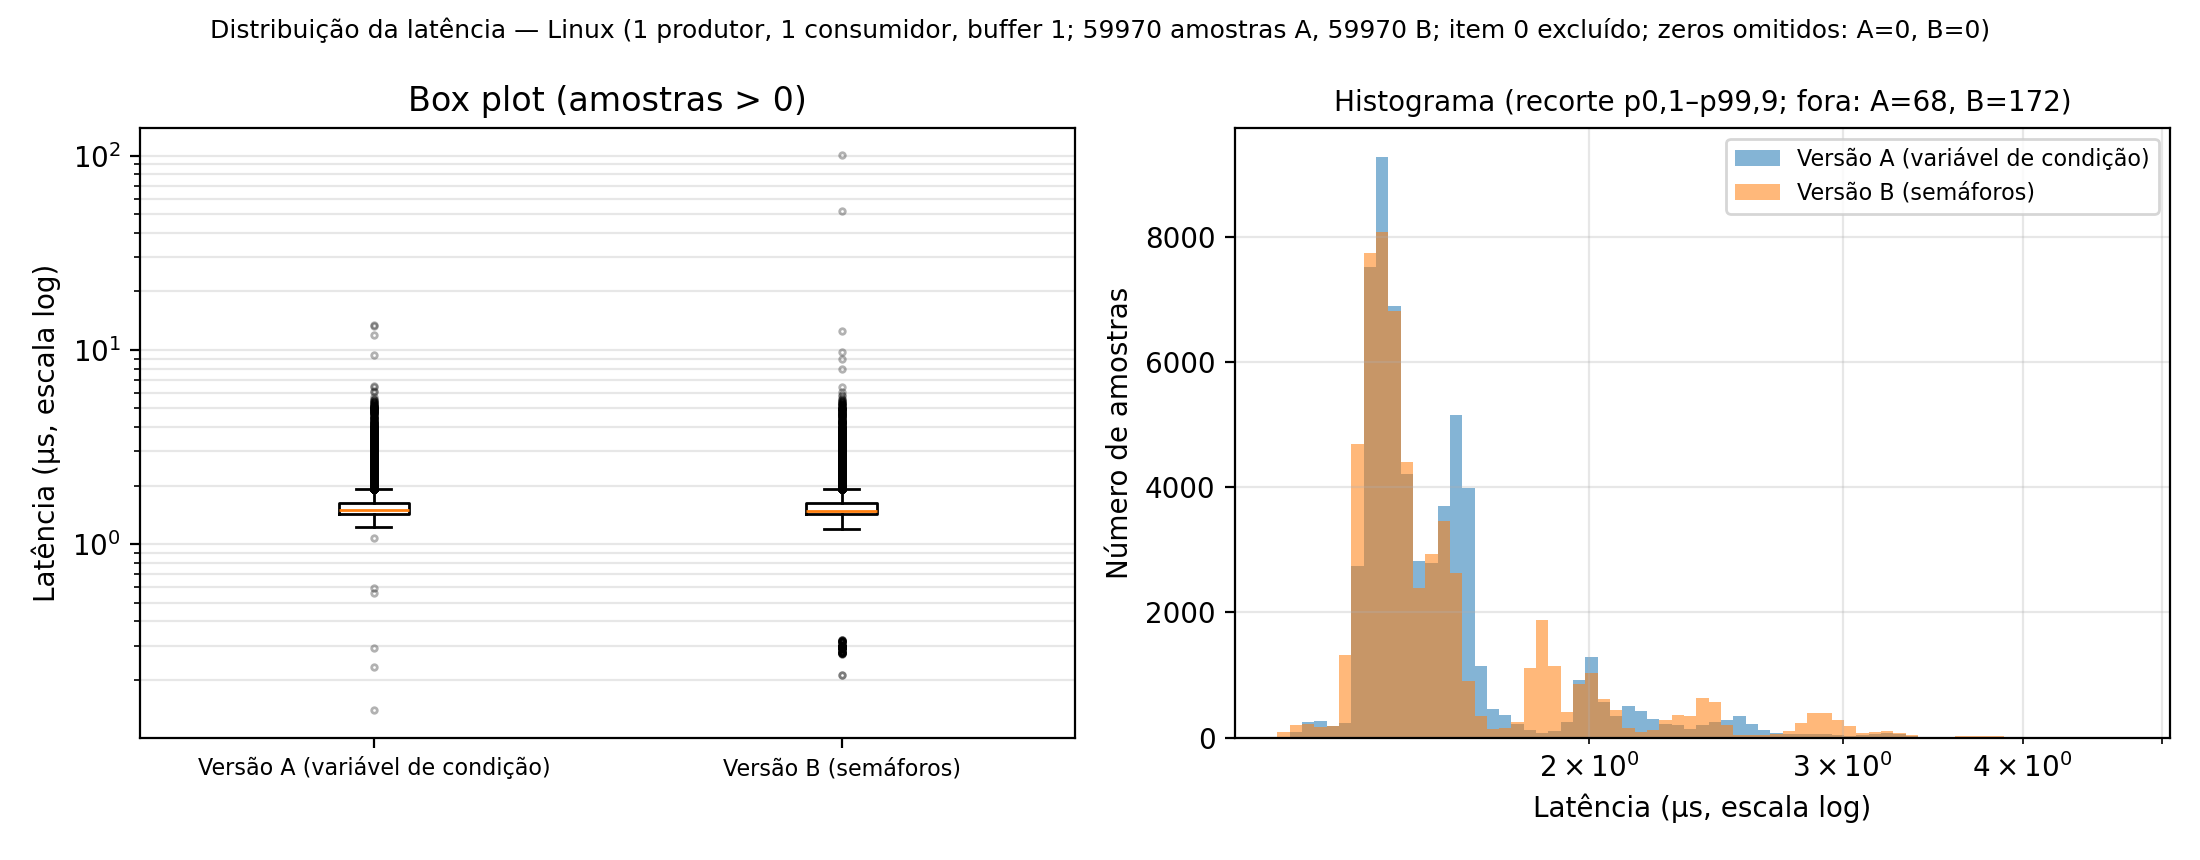 Distribuição da latência — Linux (1 produtor, 1 consumidor, buffer 1; 59970 amostras A, 59970 B; item 0 excluído; zeros omitidos: A=0, B=0)
Box plot (amostras > 0)
Latência (µs, escala log)
10²
10¹
10⁰
Versão A (variável de condição)
Versão B (semáforos)
Histograma (recorte p0,1–p99,9; fora: A=68, B=172)
Versão A (variável de condição)
Versão B (semáforos)
Número de amostras
8000
6000
4000
2000
0
2 × 10⁰
3 × 10⁰
4 × 10⁰
Latência (µs, escala log)